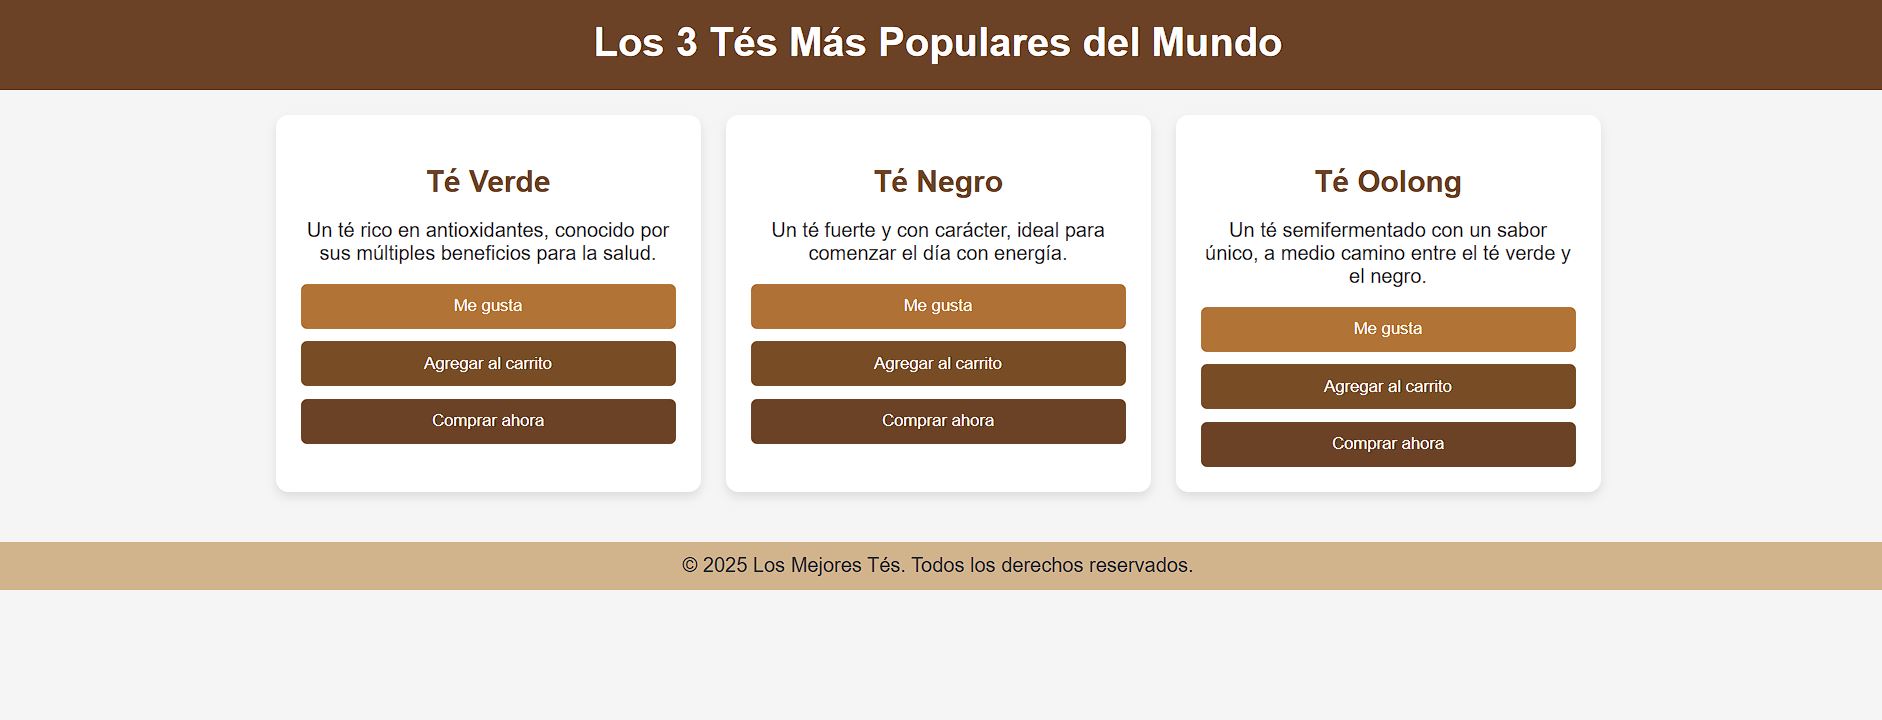 Los 3 Tés Más Populares del Mundo
Té Verde
Un té rico en antioxidantes, conocido por
sus múltiples beneficios para la salud.
Me gusta
Agregar al carrito
Comprar ahora
Té Negro
Un té fuerte y con carácter, ideal para
comenzar el día con energía.
Me gusta
Agregar al carrito
Comprar ahora
Té Oolong
Un té semifermentado con un sabor
único, a medio camino entre el té verde y
el negro.
Me gusta
Agregar al carrito
Comprar ahora
© 2025 Los Mejores Tés. Todos los derechos reservados.